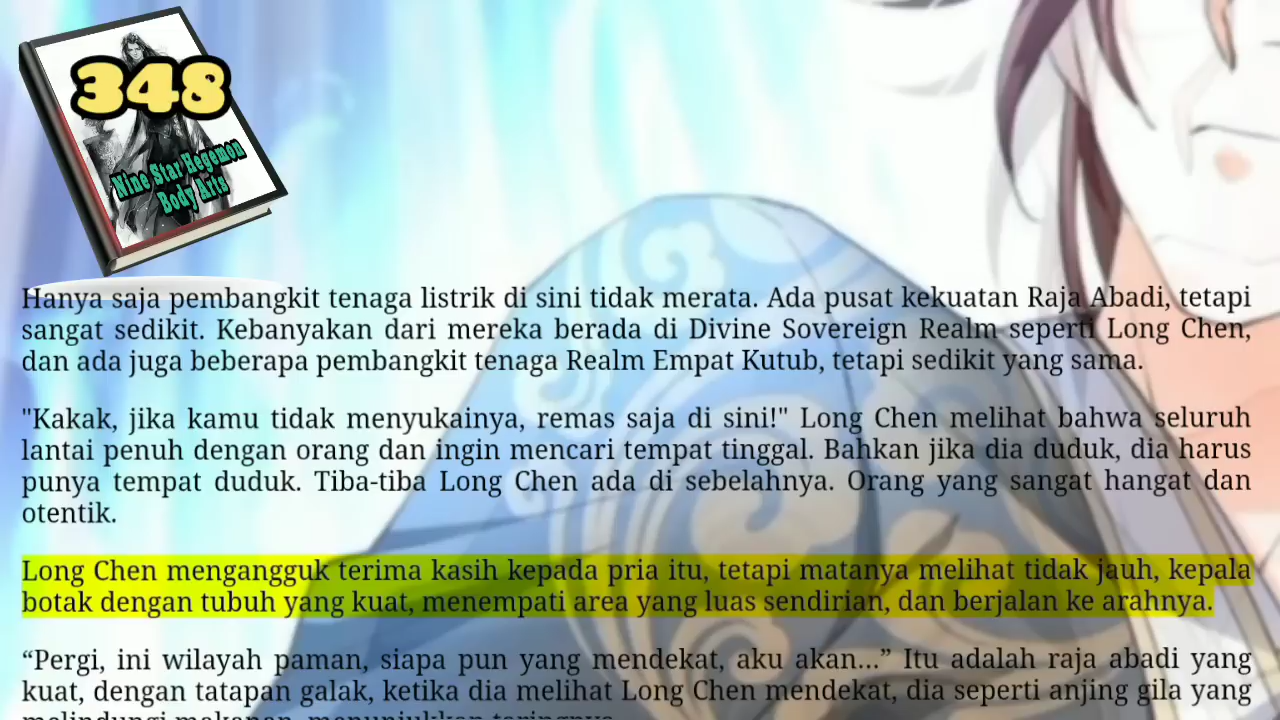 348
Nine Star Hegemon
Body Arts
Hanya saja pembangkit tenaga listrik di sini tidak merata. Ada pusat kekuatan Raja Abadi, tetapi
sangat sedikit. Kebanyakan dari mereka berada di Divine Sovereign Realm seperti Long Chen,
dan ada juga beberapa pembangkit tenaga Realm Empat Kutub, tetapi sedikit yang sama.
"Kakak, jika kamu tidak menyukainya, remas saja di sini!" Long Chen melihat bahwa seluruh
lantai penuh dengan orang dan ingin mencari tempat tinggal. Bahkan jika dia duduk, dia harus
punya tempat duduk. Tiba-tiba Long Chen ada di sebelahnya. Orang yang sangat hangat dan
otentik.
Long Chen mengangguk terima kasih kepada pria itu, tetapi matanya melihat tidak jauh, kepala
botak dengan tubuh yang kuat, menempati area yang luas sendirian, dan berjalan ke arahnya.
“Pergi, ini wilayah paman, siapa pun yang mendekat, aku akan...” Itu adalah raja abadi yang
kuat, dengan tatapan galak, ketika dia melihat Long Chen mendekat, dia seperti anjing gila yang
melindungi makanan, menunjukkan taringnya.